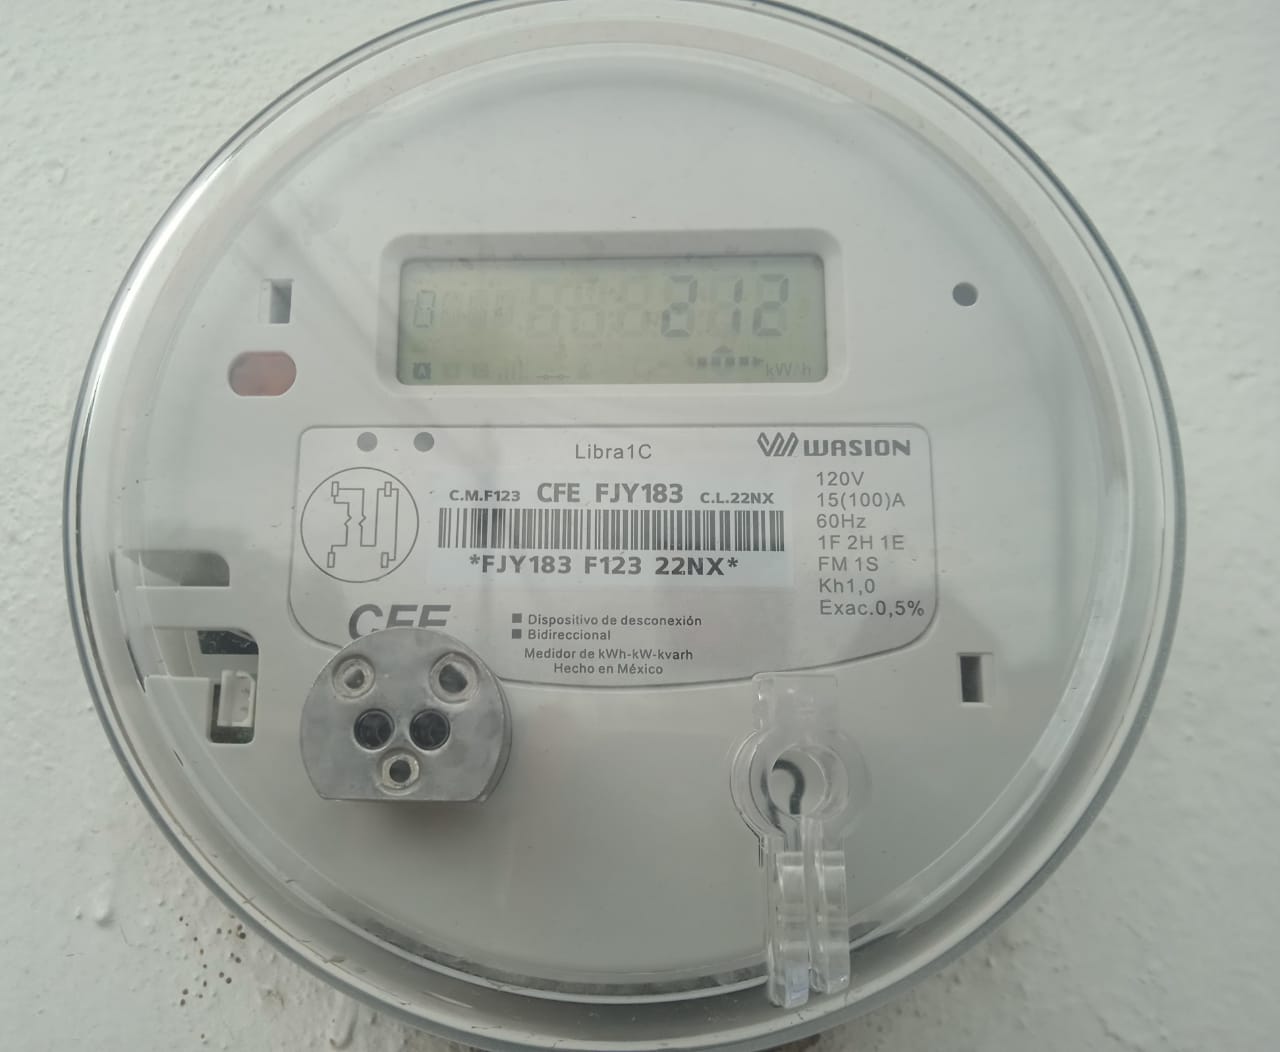 212
kWh
Libra1C
WASION
C.M.F123 CFE FJY183 C.L.22NX
*FJY183 F123 22NX*
120V
15(100)A
60Hz
1F 2H 1E
FM 1S
Kh1,0
Exac.0,5%
CFE
Dispositivo de desconexión
Bidireccional
Medidor de kWh-kW-kvarh
Hecho en México